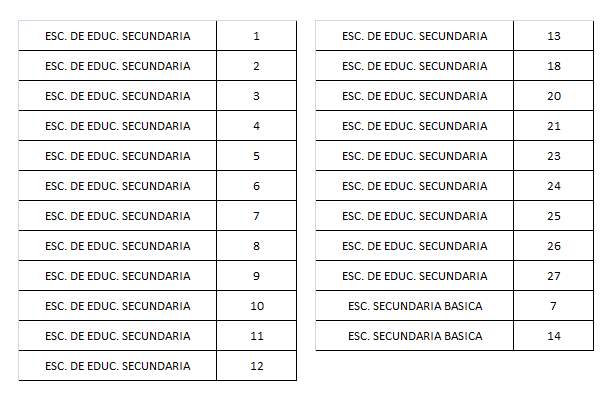 ESC. DE EDUC. SECUNDARIA 1
ESC. DE EDUC. SECUNDARIA 2
ESC. DE EDUC. SECUNDARIA 3
ESC. DE EDUC. SECUNDARIA 4
ESC. DE EDUC. SECUNDARIA 5
ESC. DE EDUC. SECUNDARIA 6
ESC. DE EDUC. SECUNDARIA 7
ESC. DE EDUC. SECUNDARIA 8
ESC. DE EDUC. SECUNDARIA 9
ESC. DE EDUC. SECUNDARIA 10
ESC. DE EDUC. SECUNDARIA 11
ESC. DE EDUC. SECUNDARIA 12
ESC. DE EDUC. SECUNDARIA 13
ESC. DE EDUC. SECUNDARIA 18
ESC. DE EDUC. SECUNDARIA 20
ESC. DE EDUC. SECUNDARIA 21
ESC. DE EDUC. SECUNDARIA 23
ESC. DE EDUC. SECUNDARIA 24
ESC. DE EDUC. SECUNDARIA 25
ESC. DE EDUC. SECUNDARIA 26
ESC. DE EDUC. SECUNDARIA 27
ESC. SECUNDARIA BASICA 7
ESC. SECUNDARIA BASICA 14